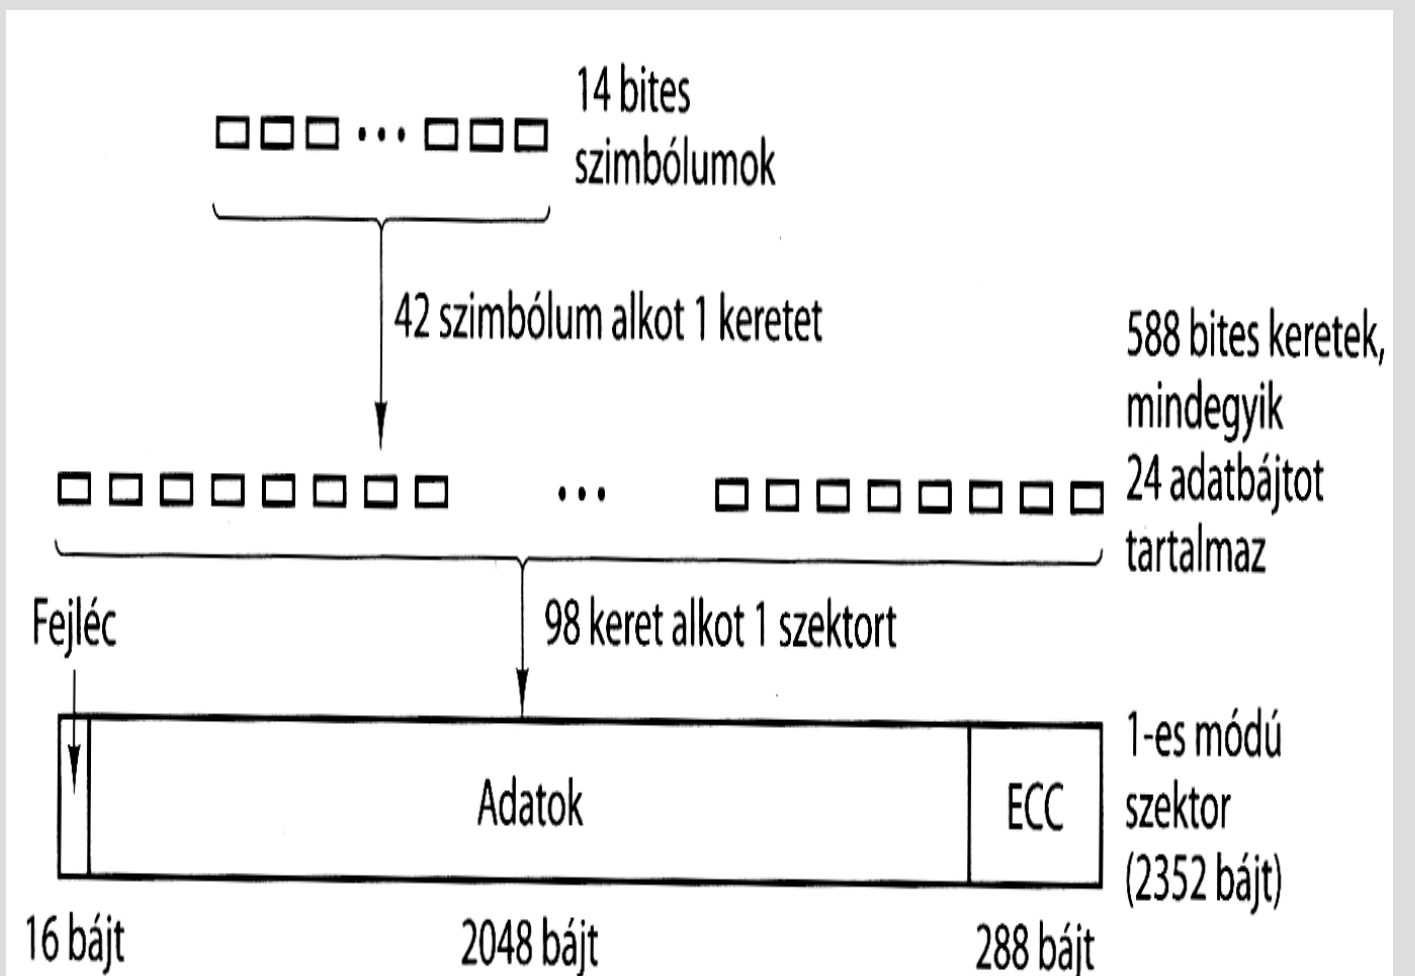 14 bites
szimbólumok
42 szimbólum alkot 1 keretet
588 bites keretek,
mindegyik
24 adatbájtot
tartalmaz
Fejléc
98 keret alkot 1 szektort
Adatok
ECC
1-es módú
szektor
(2352 bájt)
16 bájt
2048 bájt
288 bájt